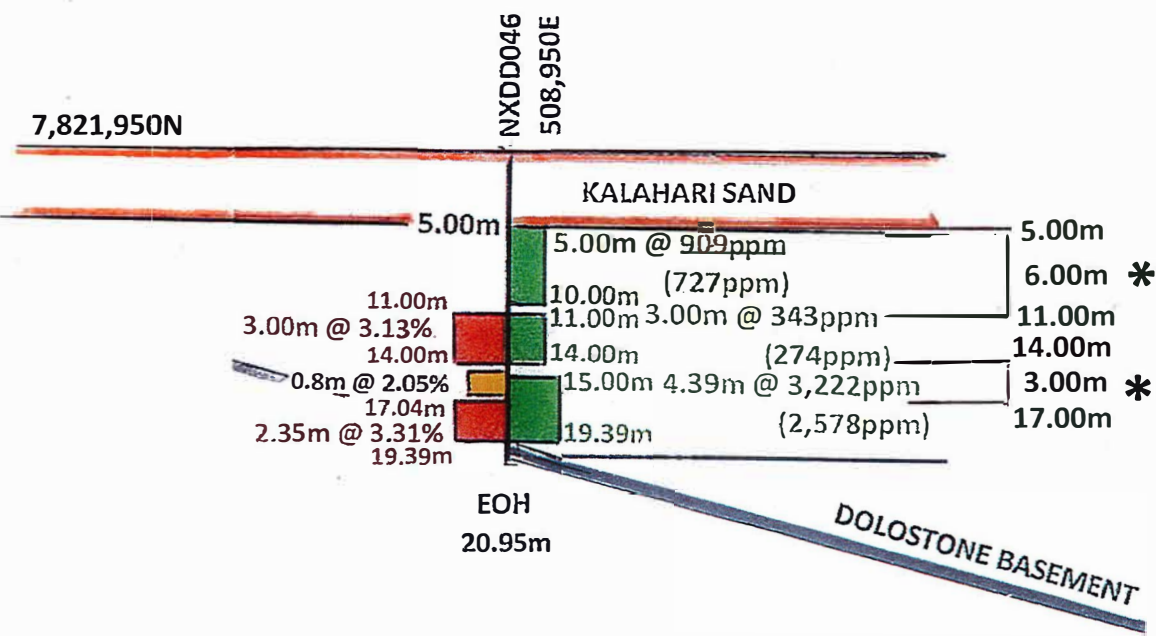 NXDD046
508,950E
7,821,950N
KALAHARI SAND
5.00m
5.00m @ 909ppm
(727ppm)
10.00m
11.00m
3.00m @ 3.13%
14.00m
11.00m 3.00m @ 343ppm
14.00m
(274ppm)
0.8m @ 2.05%
17.04m
2.35m @ 3.31%
19.39m
15.00m 4.39m @ 3,222ppm
(2,578ppm)
19.39m
5.00m
6.00m *
11.00m
14.00m
3.00m *
17.00m
EOH
20.95m
DOLOSTONE BASEMENT